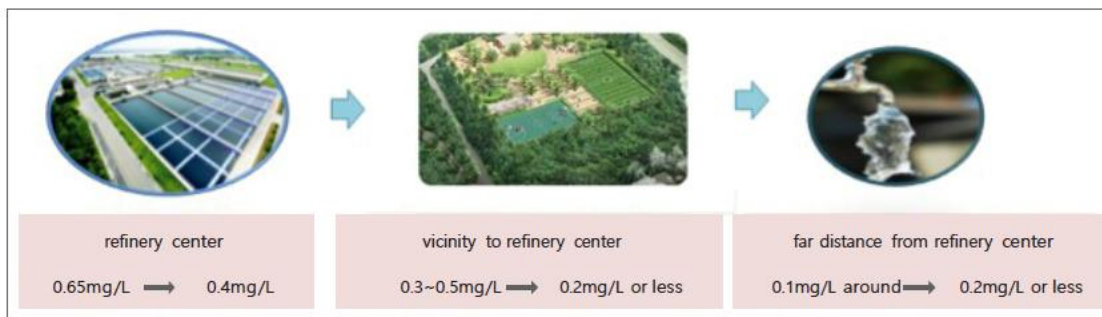 refinery center
0.65mg/L → 0.4mg/L
vicinity to refinery center
0.3~0.5mg/L → 0.2mg/L or less
far distance from refinery center
0.1mg/L around → 0.2mg/L or less